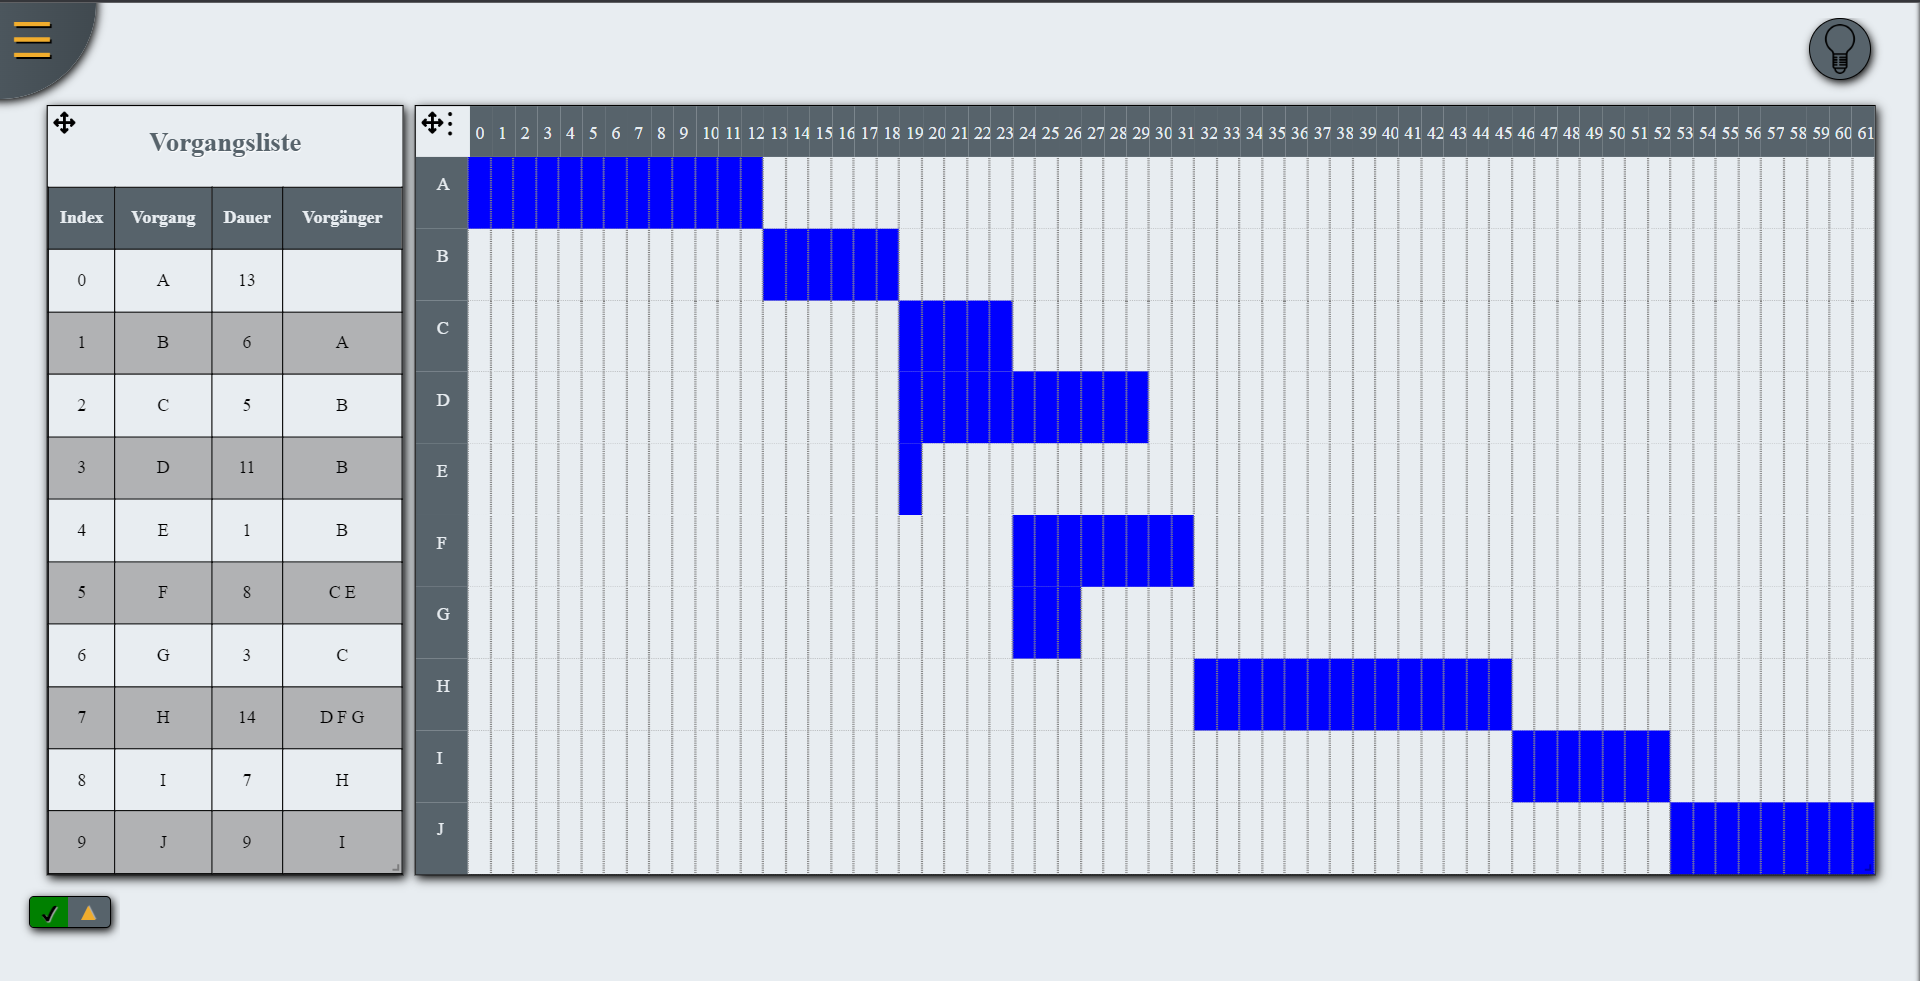 Vorgangsliste
Index Vorgang Dauer Vorgänger
0 A 13
1 B 6 A
2 C 5 B
3 D 11 B
4 E 1 B
5 F 8 C E
6 G 3 C
7 H 14 D F G
8 I 7 H
9 J 9 I
0 1 2 3 4 5 6 7 8 9 10 11 12 13 14 15 16 17 18 19 20 21 22 23 24 25 26 27 28 29 30 31 32 33 34 35 36 37 38 39 40 41 42 43 44 45 46 47 48 49 50 51 52 53 54 55 56 57 58 59 60 61
A
B
C
D
E
F
G
H
I
J